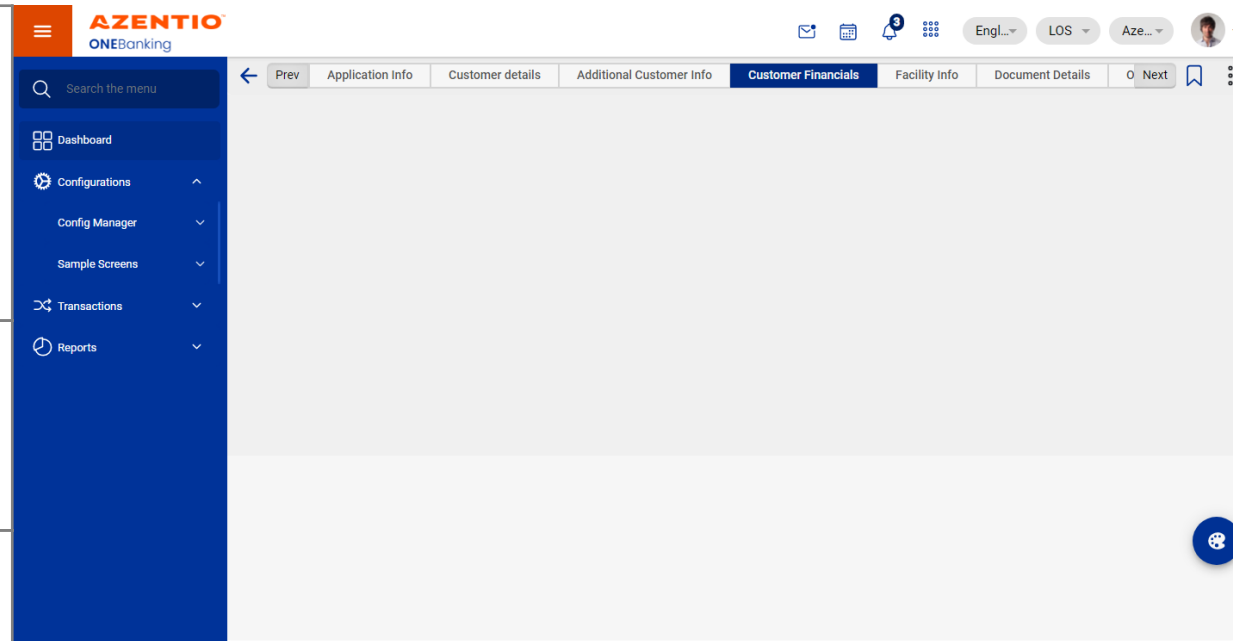 AZENTIO
ONEBanking
3
Engl...
LOS
Aze...
Search the menu
Prev
Application Info
Customer details
Additional Customer Info
Customer Financials
Facility Info
Document Details
O
Next
Dashboard
Configurations
Config Manager
Sample Screens
Transactions
Reports